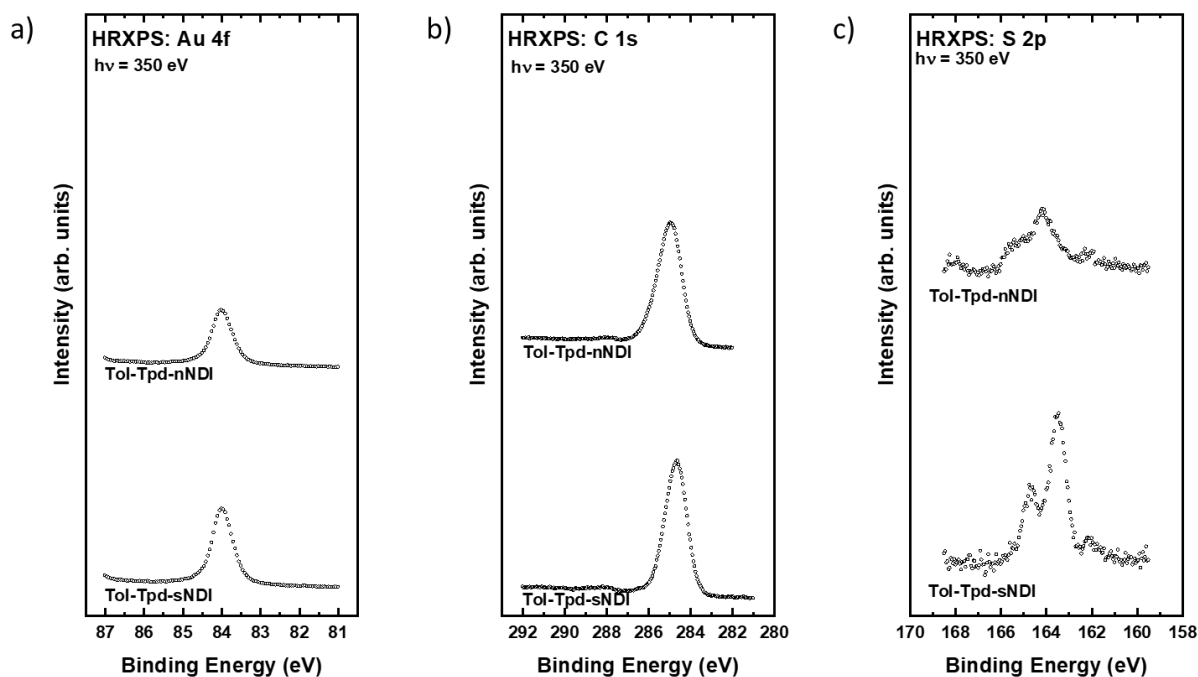 a)
HRXPS: Au 4f
hν = 350 eV
Intensity (arb. units)
Tol-Tpd-nNDI
Tol-Tpd-sNDI
87 86 85 84 83 82 81
Binding Energy (eV)
b)
HRXPS: C 1s
hν = 350 eV
Intensity (arb. units)
Tol-Tpd-nNDI
Tol-Tpd-sNDI
292 290 288 286 284 282 280
Binding Energy (eV)
c)
HRXPS: S 2p
hν = 350 eV
Intensity (arb. units)
Tol-Tpd-nNDI
Tol-Tpd-sNDI
170 168 166 164 162 160 158
Binding Energy (eV)